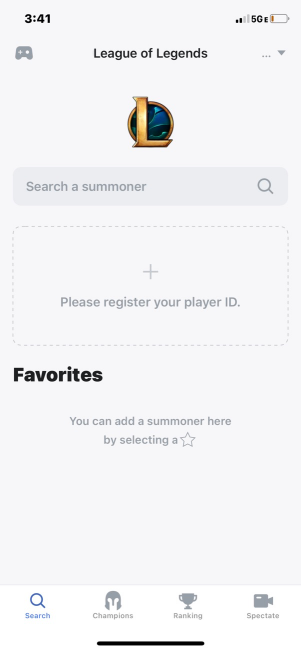 3:41
5G E
League of Legends
...
L
Search a summoner
Please register your player ID.
Favorites
You can add a summoner here
by selecting a
Search
Champions
Ranking
Spectate